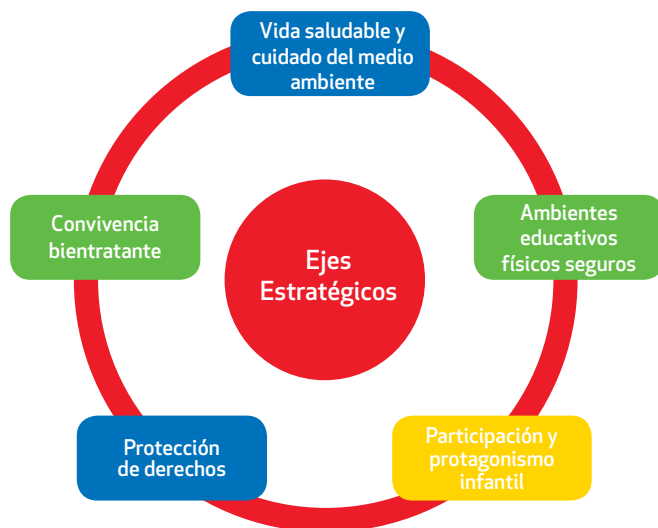 Vida saludable y
cuidado del medio
ambiente
Convivencia
bientratante
Ambientes
educativos
físicos seguros
Ejes
Estratégicos
Protección
de derechos
Participación y
protagonismo
infantil